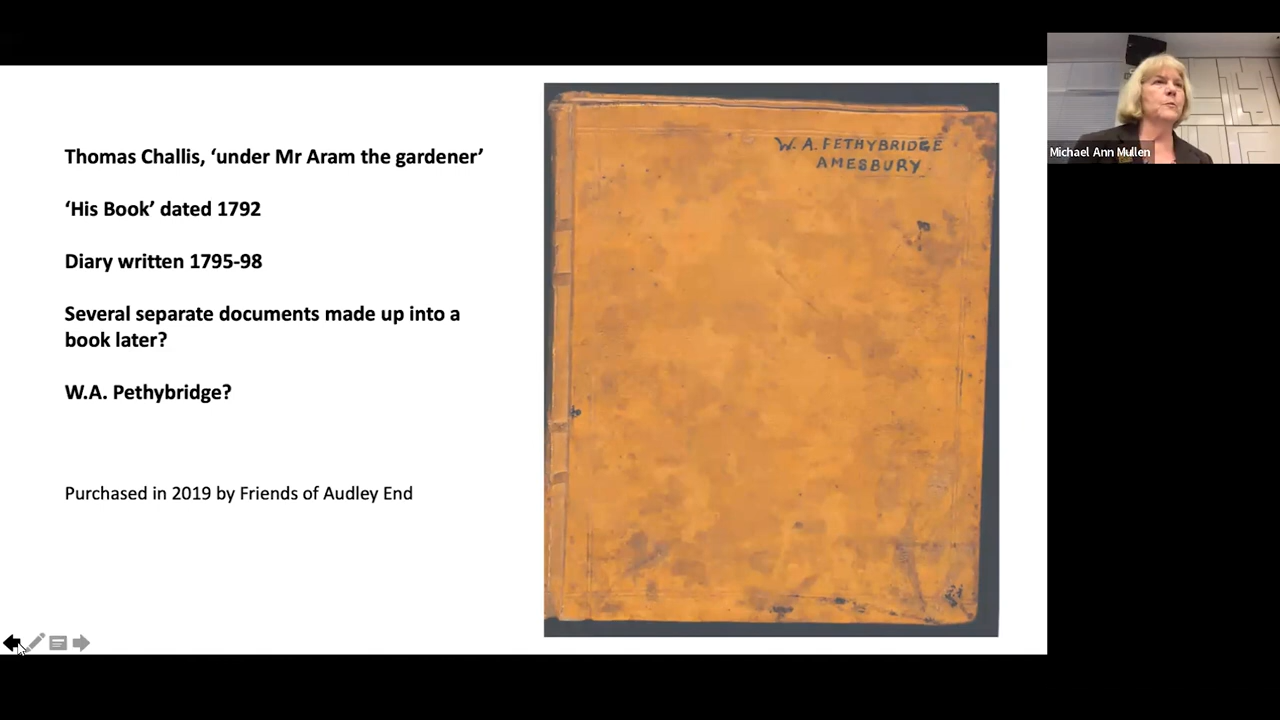 Thomas Challis, ‘under Mr Aram the gardener’
‘His Book’ dated 1792
Diary written 1795-98
Several separate documents made up into a
book later?
W.A. Pethybridge?
Purchased in 2019 by Friends of Audley End
W. A. PETHYBRIDGE
AMESBURY.
Michael Ann Mullen